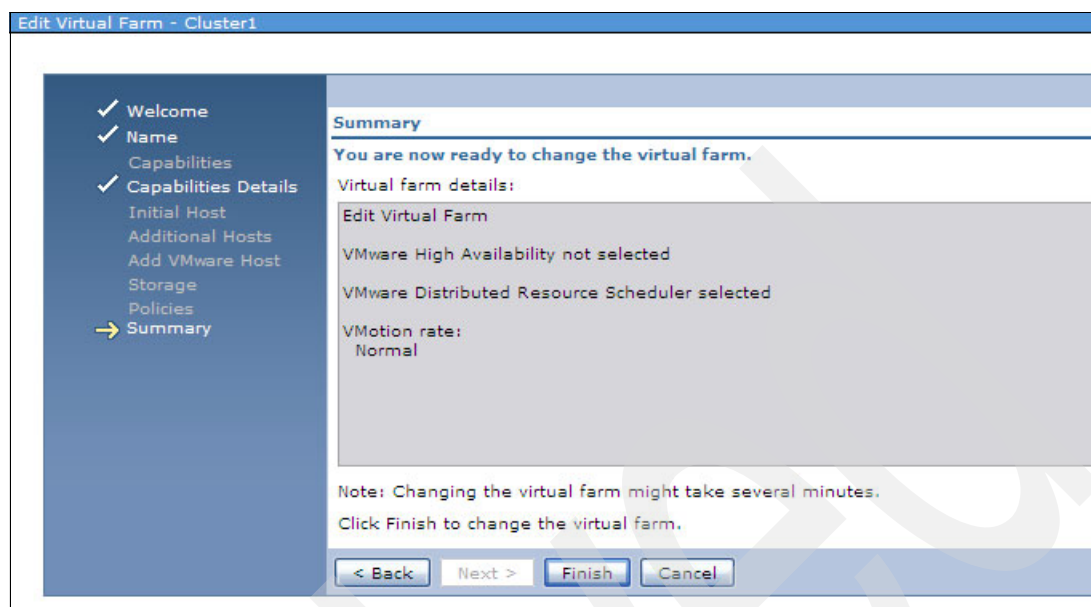 Edit Virtual Farm - Cluster1
Welcome
Name
Capabilities
Capabilities Details
Initial Host
Additional Hosts
Add VMware Host
Storage
Policies
Summary
Summary
You are now ready to change the virtual farm.
Virtual farm details:
Edit Virtual Farm
VMware High Availability not selected
VMware Distributed Resource Scheduler selected
VMotion rate:
Normal
Note: Changing the virtual farm might take several minutes.
Click Finish to change the virtual farm.
< Back Next > Finish Cancel